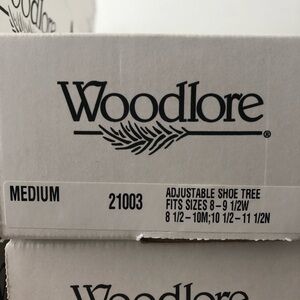 Woodlore
Woodlore ®
MEDIUM 21003 ADJUSTABLE SHOE TREE
FITS SIZES 8-9 1/2W
8 1/2-10M;10 1/2-11 1/2N
Woodlore